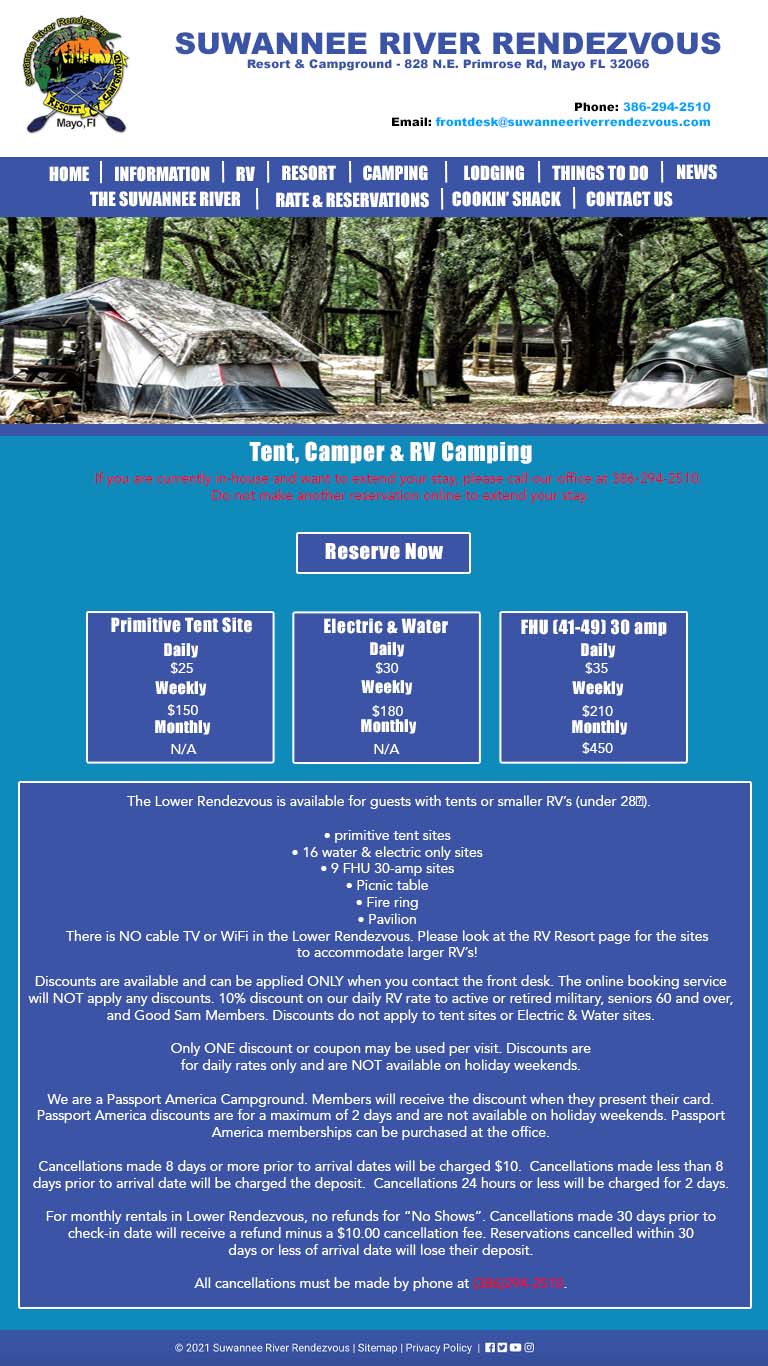 Suwannee River Rendezvous
RESORT & CAMPGROUND
Mayo, Fl
SUWANNEE RIVER RENDEZVOUS
Resort & Campground - 828 N.E. Primrose Rd, Mayo FL 32066
Phone: 386-294-2510
Email: frontdesk@suwanneeriverrendezvous.com
HOME | INFORMATION | RV | RESORT | CAMPING | LODGING | THINGS TO DO | NEWS
THE SUWANNEE RIVER | RATE & RESERVATIONS | COOKIN' SHACK | CONTACT US
Tent, Camper & RV Camping
If you are currently in-house and want to extend your stay, please call our office at 386-294-2510.
Do not make another reservation online to extend your stay.
Reserve Now
Primitive Tent Site
Daily
$25
Weekly
$150
Monthly
N/A
Electric & Water
Daily
$30
Weekly
$180
Monthly
N/A
FHU (41-49) 30 amp
Daily
$35
Weekly
$210
Monthly
$450
The Lower Rendezvous is available for guests with tents or smaller RV's (under 28).
• primitive tent sites
• 16 water & electric only sites
• 9 FHU 30-amp sites
• Picnic table
• Fire ring
• Pavilion
There is NO cable TV or WiFi in the Lower Rendezvous. Please look at the RV Resort page for the sites
to accommodate larger RV's!
Discounts are available and can be applied ONLY when you contact the front desk. The online booking service
will NOT apply any discounts. 10% discount on our daily RV rate to active or retired military, seniors 60 and over,
and Good Sam Members. Discounts do not apply to tent sites or Electric & Water sites.
Only ONE discount or coupon may be used per visit. Discounts are
for daily rates only and are NOT available on holiday weekends.
We are a Passport America Campground. Members will receive the discount when they present their card.
Passport America discounts are for a maximum of 2 days and are not available on holiday weekends. Passport
America memberships can be purchased at the office.
Cancellations made 8 days or more prior to arrival dates will be charged $10.  Cancellations made less than 8
days prior to arrival date will be charged the deposit.  Cancellations 24 hours or less will be charged for 2 days.
For monthly rentals in Lower Rendezvous, no refunds for "No Shows". Cancellations made 30 days prior to
check-in date will receive a refund minus a $10.00 cancellation fee. Reservations cancelled within 30
days or less of arrival date will lose their deposit.
All cancellations must be made by phone at (386)294-2510.
© 2021 Suwannee River Rendezvous | Sitemap | Privacy Policy |